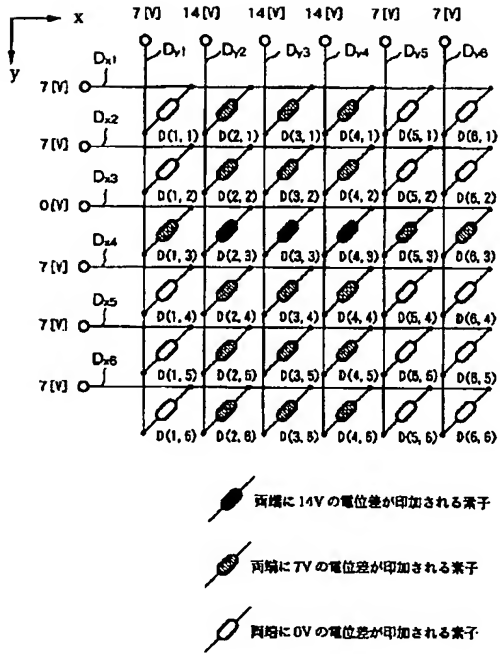 7[V] 14[V] 14[V] 14[V] 7[V] 7[V]
x
y
Dy1 Dy2 Dy3 Dy4 Dy5 Dy6
Dx1
7[V]
D(1, 1) D(2, 1) D(3, 1) D(4, 1) D(5, 1) D(6, 1)
Dx2
7[V]
D(1, 2) D(2, 2) D(3, 2) D(4, 2) D(5, 2) D(6, 2)
Dx3
0[V]
D(1, 3) D(2, 3) D(3, 3) D(4, 3) D(5, 3) D(6, 3)
Dx4
7[V]
D(1, 4) D(2, 4) D(3, 4) D(4, 4) D(5, 4) D(6, 4)
Dx5
7[V]
D(1, 5) D(2, 5) D(3, 5) D(4, 5) D(5, 5) D(6, 5)
Dx6
7[V]
D(1, 6) D(2, 6) D(3, 6) D(4, 6) D(5, 6) D(6, 6)
両端に14Vの電位差が印加される素子
両端に7Vの電位差が印加される素子
両端に0Vの電位差が印加される素子